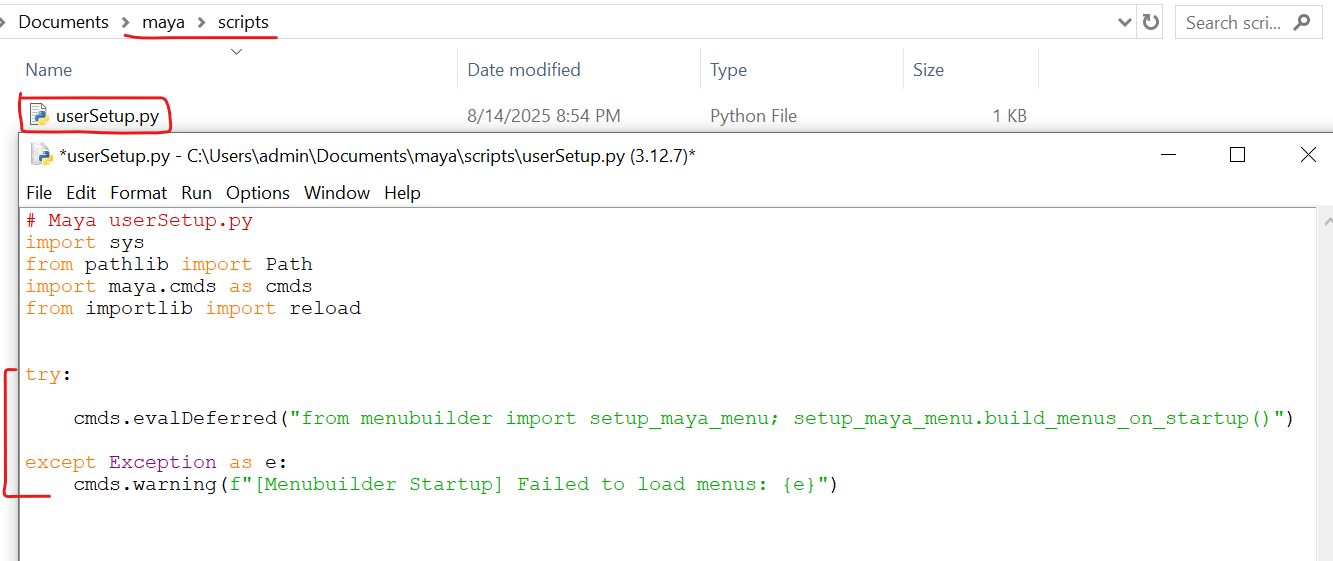 Documents > maya > scripts
Search scri...
Name Date modified Type Size
userSetup.py 8/14/2025 8:54 PM Python File 1 KB
*userSetup.py - C:\Users\admin\Documents\maya\scripts\userSetup.py (3.12.7)*
File Edit Format Run Options Window Help
# Maya userSetup.py
import sys
from pathlib import Path
import maya.cmds as cmds
from importlib import reload
try:
    cmds.evalDeferred("from menubuilder import setup_maya_menu; setup_maya_menu.build_menus_on_startup()")
except Exception as e:
    cmds.warning(f"[Menubuilder Startup] Failed to load menus: {e}")